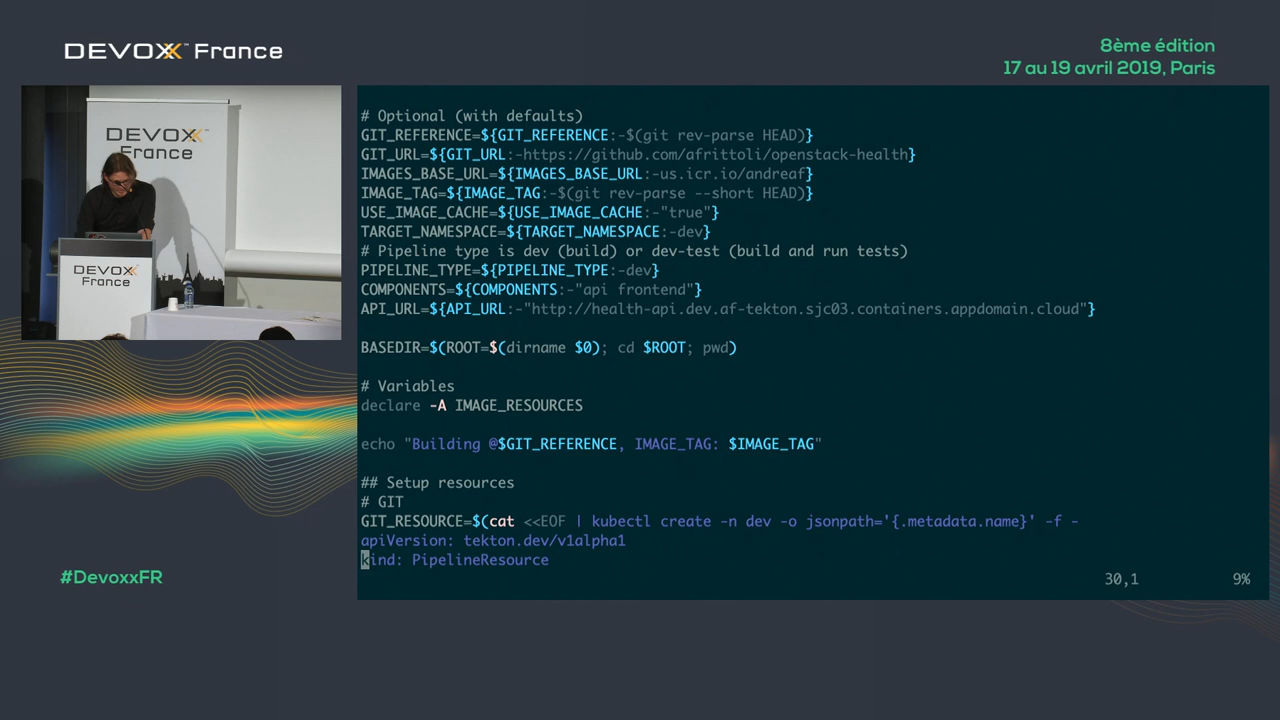 DEVOXX™ France
8ème édition
17 au 19 avril 2019, Paris
DEVOXX™
France
DEVOXX™
France
#DevoxxFR
# Optional (with defaults)
GIT_REFERENCE=${GIT_REFERENCE:-$(git rev-parse HEAD)}
GIT_URL=${GIT_URL:-https://github.com/afrittoli/openstack-health}
IMAGES_BASE_URL=${IMAGES_BASE_URL:-us.icr.io/andreaf}
IMAGE_TAG=${IMAGE_TAG:-$(git rev-parse --short HEAD)}
USE_IMAGE_CACHE=${USE_IMAGE_CACHE:-"true"}
TARGET_NAMESPACE=${TARGET_NAMESPACE:-dev}
# Pipeline type is dev (build) or dev-test (build and run tests)
PIPELINE_TYPE=${PIPELINE_TYPE:-dev}
COMPONENTS=${COMPONENTS:-"api frontend"}
API_URL=${API_URL:-"http://health-api.dev.af-tekton.sjc03.containers.appdomain.cloud"}
BASEDIR=$(ROOT=$(dirname $0); cd $ROOT; pwd)
# Variables
declare -A IMAGE_RESOURCES
echo "Building @$GIT_REFERENCE, IMAGE_TAG: $IMAGE_TAG"
## Setup resources
# GIT
GIT_RESOURCE=$(cat <<EOF | kubectl create -n dev -o jsonpath='{.metadata.name}' -f -
apiVersion: tekton.dev/v1alpha1
kind: PipelineResource
30,1 9%